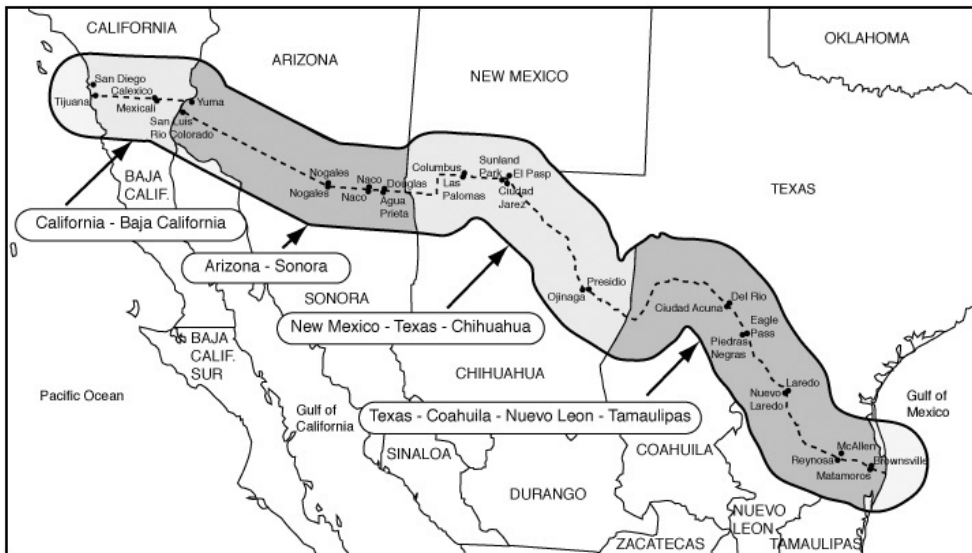 CALIFORNIA
ARIZONA
NEW MEXICO
OKLAHOMA
TEXAS
San Diego
Calexico
Tijuana
Mexicali
Yuma
San Luis
Rio Colorado
BAJA
CALIF.
Nogales
Nogales
Naco
Naco
Douglas
Agua
Prieta
Columbus
Las
Palomas
Sunland
Park
El Pasp
Ciudad
Jarez
California - Baja California
Arizona - Sonora
SONORA
Presidio
Ojinaga
New Mexico - Texas - Chihuahua
Ciudad Acuna
Del Rio
Eagle
Pass
Piedras
Negras
BAJA
CALIF.
SUR
CHIHUAHUA
Pacific Ocean
Gulf of
California
Texas - Coahuila - Nuevo Leon - Tamaulipas
Laredo
Nuevo
Laredo
Gulf of
Mexico
SINALOA
COAHUILA
McAllen
Reynosa
Brownsville
Matamoros
DURANGO
NUEVO
LEON
ZACATECAS
TAMAULIPAS